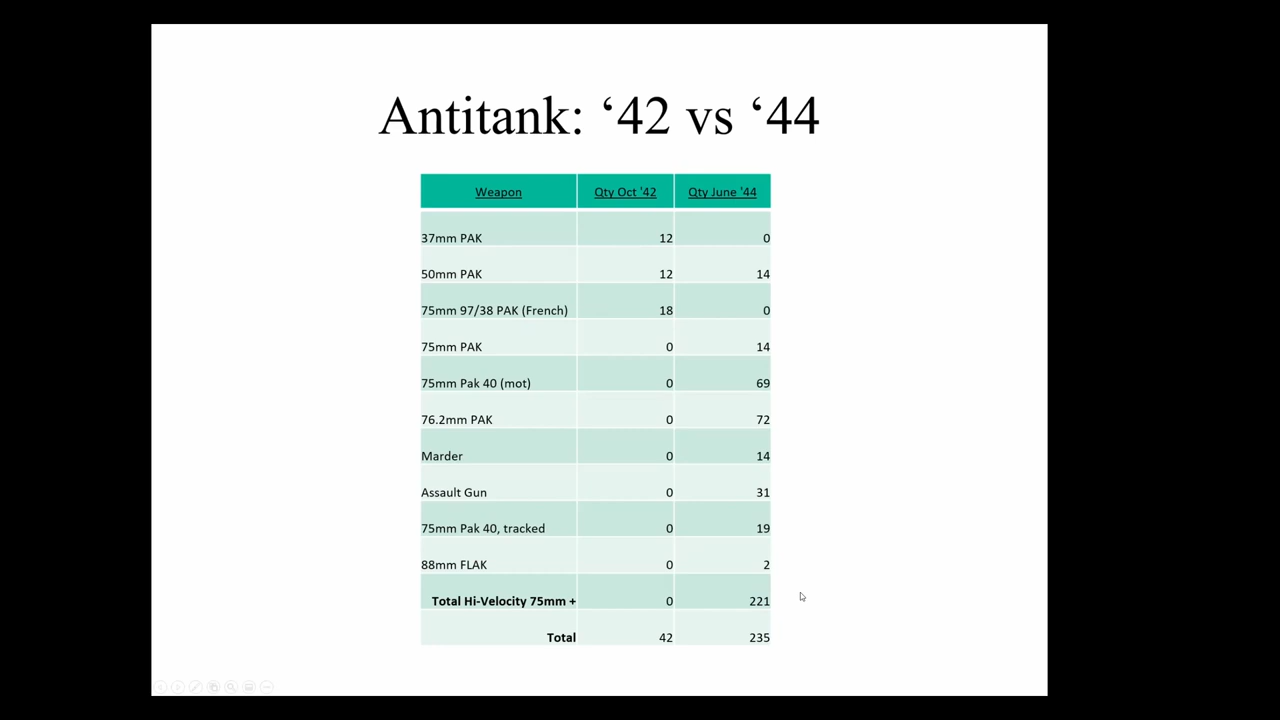 Antitank: ‘42 vs ‘44
Weapon Qty Oct '42 Qty June '44
37mm PAK 12 0
50mm PAK 12 14
75mm 97/38 PAK (French) 18 0
75mm PAK 0 14
75mm Pak 40 (mot) 0 69
76.2mm PAK 0 72
Marder 0 14
Assault Gun 0 31
75mm Pak 40, tracked 0 19
88mm FLAK 0 2
Total Hi-Velocity 75mm + 0 221
Total 42 235